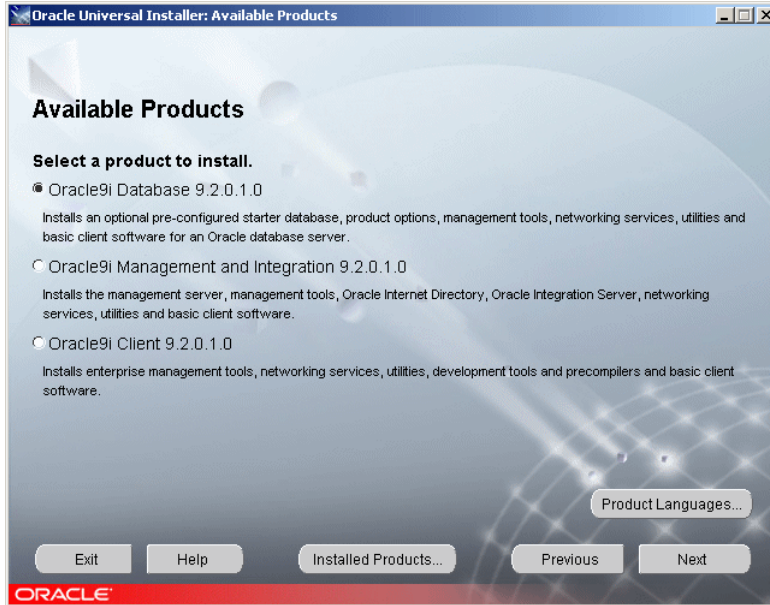 Oracle Universal Installer: Available Products
Available Products
Select a product to install.
Oracle9i Database 9.2.0.1.0
Installs an optional pre-configured starter database, product options, management tools, networking services, utilities and
basic client software for an Oracle database server.
Oracle9i Management and Integration 9.2.0.1.0
Installs the management server, management tools, Oracle Internet Directory, Oracle Integration Server, networking
services, utilities and basic client software.
Oracle9i Client 9.2.0.1.0
Installs enterprise management tools, networking services, utilities, development tools and precompilers and basic client
software.
Product Languages...
Exit Help Installed Products... Previous Next
ORACLE